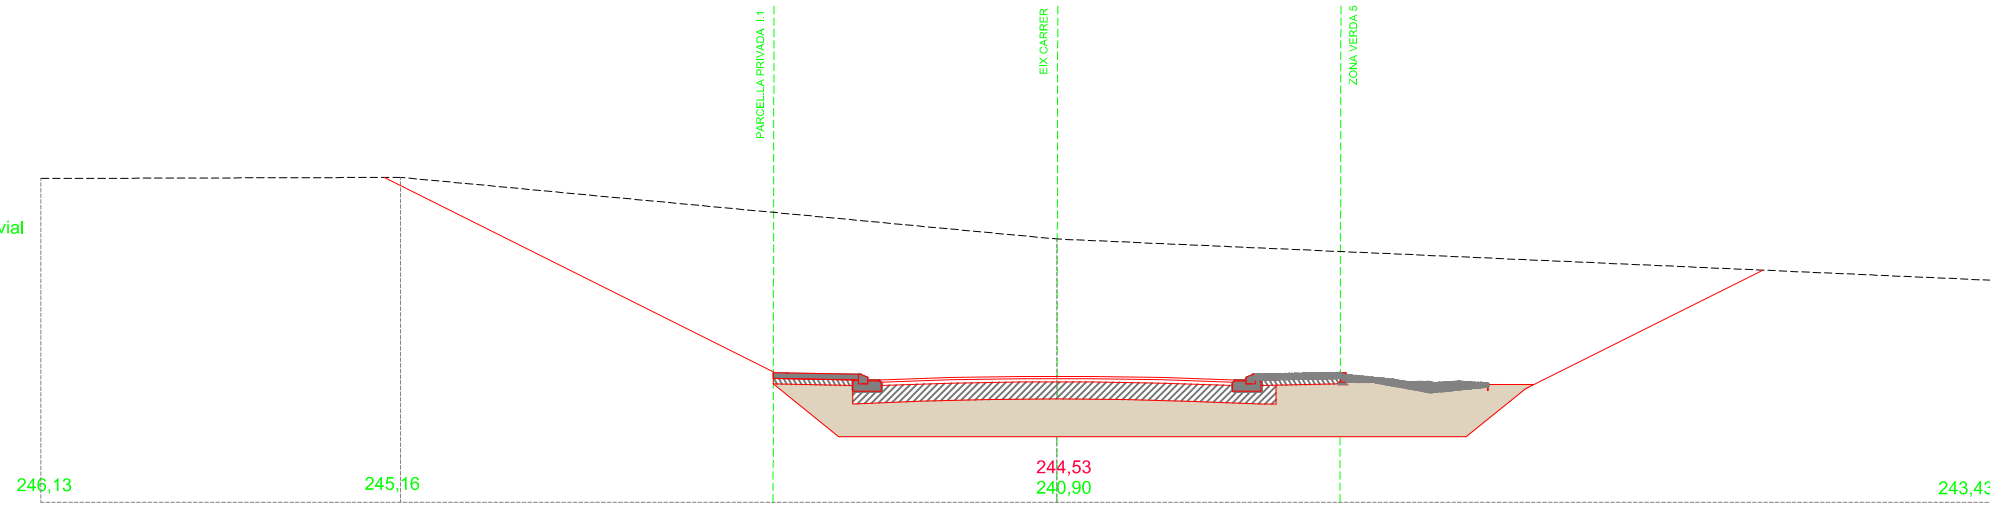 PARCEL.LA PRIVADA I.1
EIX CARRER
ZONA VERDA 5
vial
246,13
245,16
244,53
240,90
243,43